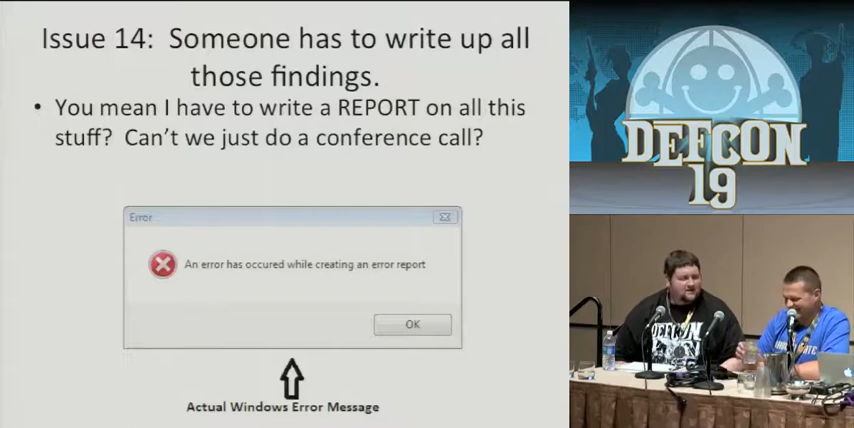 Issue 14: Someone has to write up all
those findings.
• You mean I have to write a REPORT on all this
stuff? Can't we just do a conference call?
Error
An error has occured while creating an error report
OK
Actual Windows Error Message
DEFCON
19
DEFCON